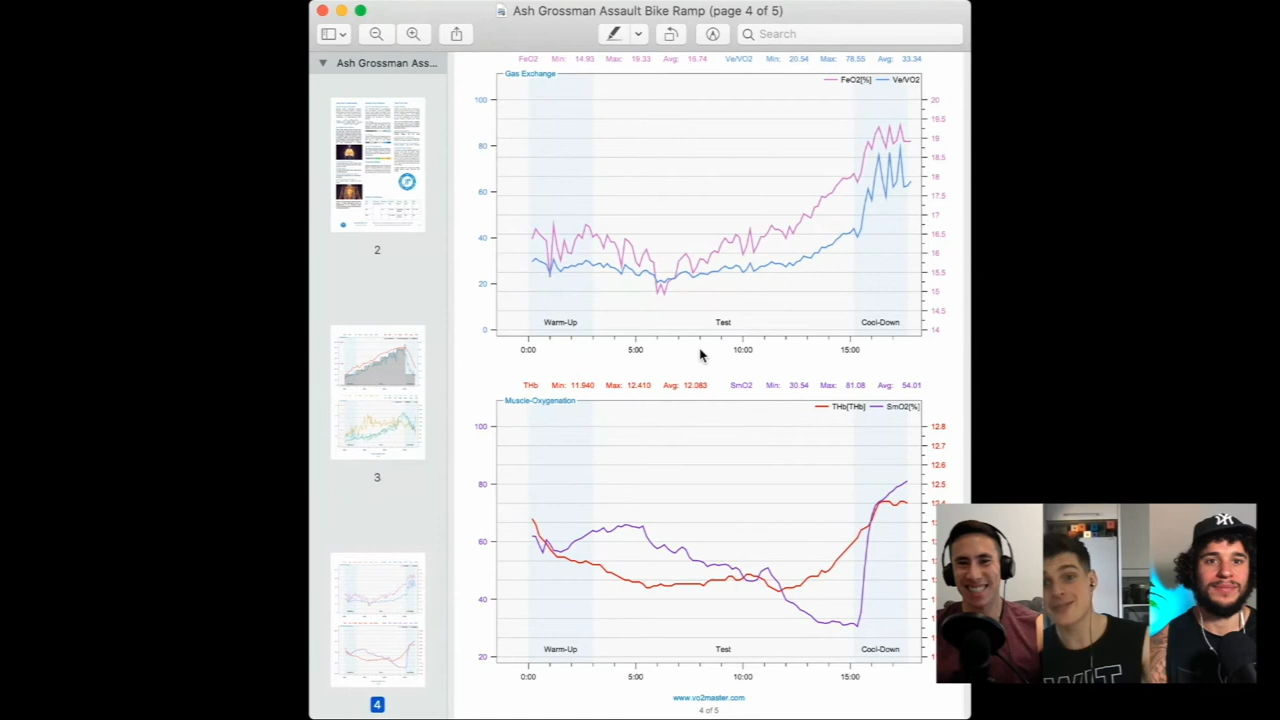 Ash Grossman Assault Bike Ramp (page 4 of 5)
Search
Ash Grossman Ass...
2
3
4
FeO2 Min: 14.93 Max: 19.33 Avg: 16.74 Ve/VO2 Min: 20.54 Max: 78.55 Avg: 33.34
Gas Exchange
FeO2[%] Ve/VO2
100
80
60
40
20
0
20
19.5
19
18.5
18
17.5
17
16.5
16
15.5
15
14.5
14
Warm-Up Test Cool-Down
0:00 5:00 10:00 15:00
THb Min: 11.940 Max: 12.410 Avg: 12.083 SmO2 Min: 30.54 Max: 81.08 Avg: 54.01
Muscle-Oxygenation
THb[THb] SmO2[%]
100
80
60
40
20
12.8
12.7
12.6
12.5
Warm-Up Test Cool-Down
0:00 5:00 10:00 15:00
www.vo2master.com
4 of 5